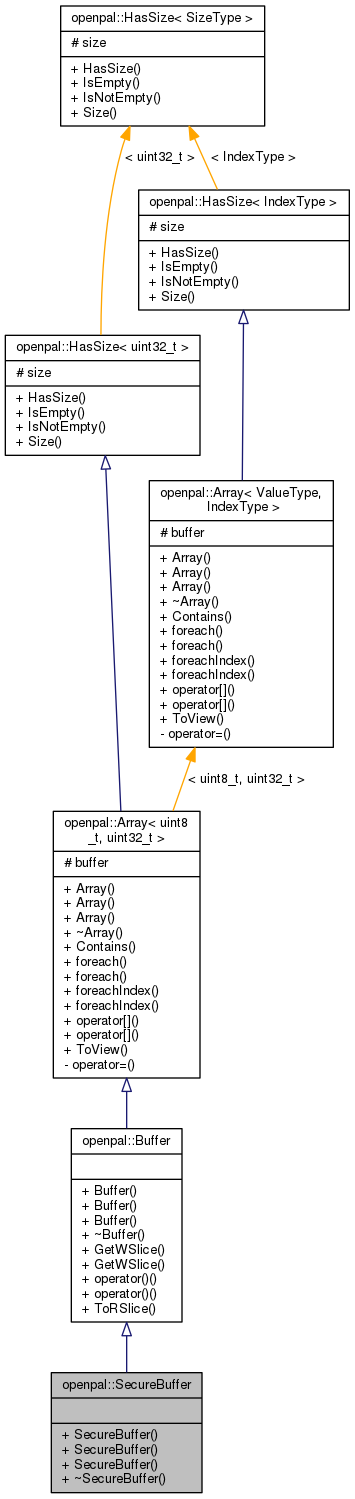 openpal::HasSize< SizeType >
# size
+ HasSize()
+ IsEmpty()
+ IsNotEmpty()
+ Size()
< uint32_t >
< IndexType >
openpal::HasSize< IndexType >
# size
+ HasSize()
+ IsEmpty()
+ IsNotEmpty()
+ Size()
openpal::HasSize< uint32_t >
# size
+ HasSize()
+ IsEmpty()
+ IsNotEmpty()
+ Size()
openpal::Array< ValueType,
IndexType >
# buffer
+ Array()
+ Array()
+ Array()
+ ~Array()
+ Contains()
+ foreach()
+ foreach()
+ foreachIndex()
+ foreachIndex()
+ operator[]()
+ operator[]()
+ ToView()
- operator=()
< uint8_t, uint32_t >
openpal::Array< uint8
_t, uint32_t >
# buffer
+ Array()
+ Array()
+ Array()
+ ~Array()
+ Contains()
+ foreach()
+ foreach()
+ foreachIndex()
+ foreachIndex()
+ operator[]()
+ operator[]()
+ ToView()
- operator=()
openpal::Buffer
+ Buffer()
+ Buffer()
+ Buffer()
+ ~Buffer()
+ GetWSlice()
+ GetWSlice()
+ operator()()
+ operator()()
+ ToRSlice()
openpal::SecureBuffer
+ SecureBuffer()
+ SecureBuffer()
+ SecureBuffer()
+ ~SecureBuffer()